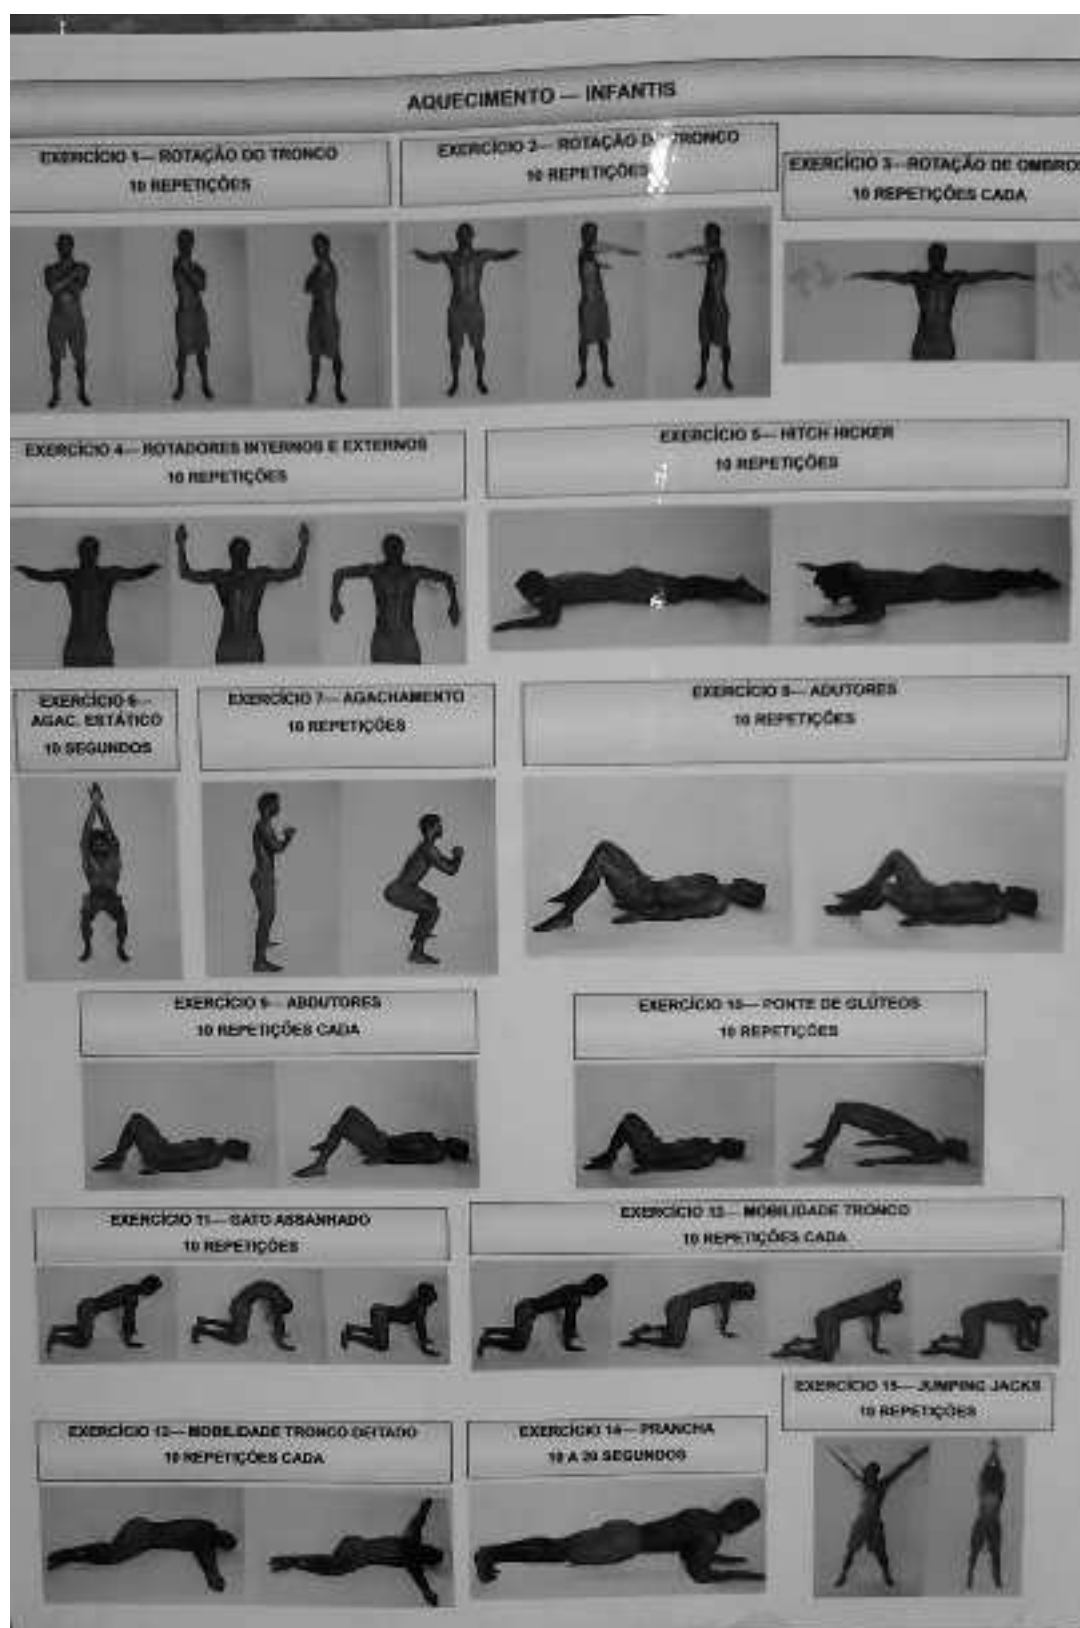 AQUECIMENTO — INFANTIS
EXERCÍCIO 1— ROTAÇÃO DO TRONCO
10 REPETIÇÕES
EXERCÍCIO 2— ROTAÇÃO DO TRONCO
10 REPETIÇÕES
EXERCÍCIO 3—ROTAÇÃO DE OMBROS
10 REPETIÇÕES CADA
EXERCÍCIO 4— ROTADORES INTERNOS E EXTERNOS
10 REPETIÇÕES
EXERCÍCIO 5— HITCH HICKER
10 REPETIÇÕES
EXERCÍCIO 6—
AGAC. ESTÁTICO
10 SEGUNDOS
EXERCÍCIO 7— AGACHAMENTO
10 REPETIÇÕES
EXERCÍCIO 8— ADUTORES
10 REPETIÇÕES
EXERCÍCIO 9— ABDUTORES
10 REPETIÇÕES CADA
EXERCÍCIO 10— PONTE DE GLÚTEOS
10 REPETIÇÕES
EXERCÍCIO 11— GATO ASSANHADO
10 REPETIÇÕES
EXERCÍCIO 12— MOBILIDADE TRONCO
10 REPETIÇÕES CADA
EXERCÍCIO 13— MOBILIDADE TRONCO DEITADO
10 REPETIÇÕES CADA
EXERCÍCIO 14— PRANCHA
10 A 20 SEGUNDOS
EXERCÍCIO 15— JUMPING JACKS
10 REPETIÇÕES